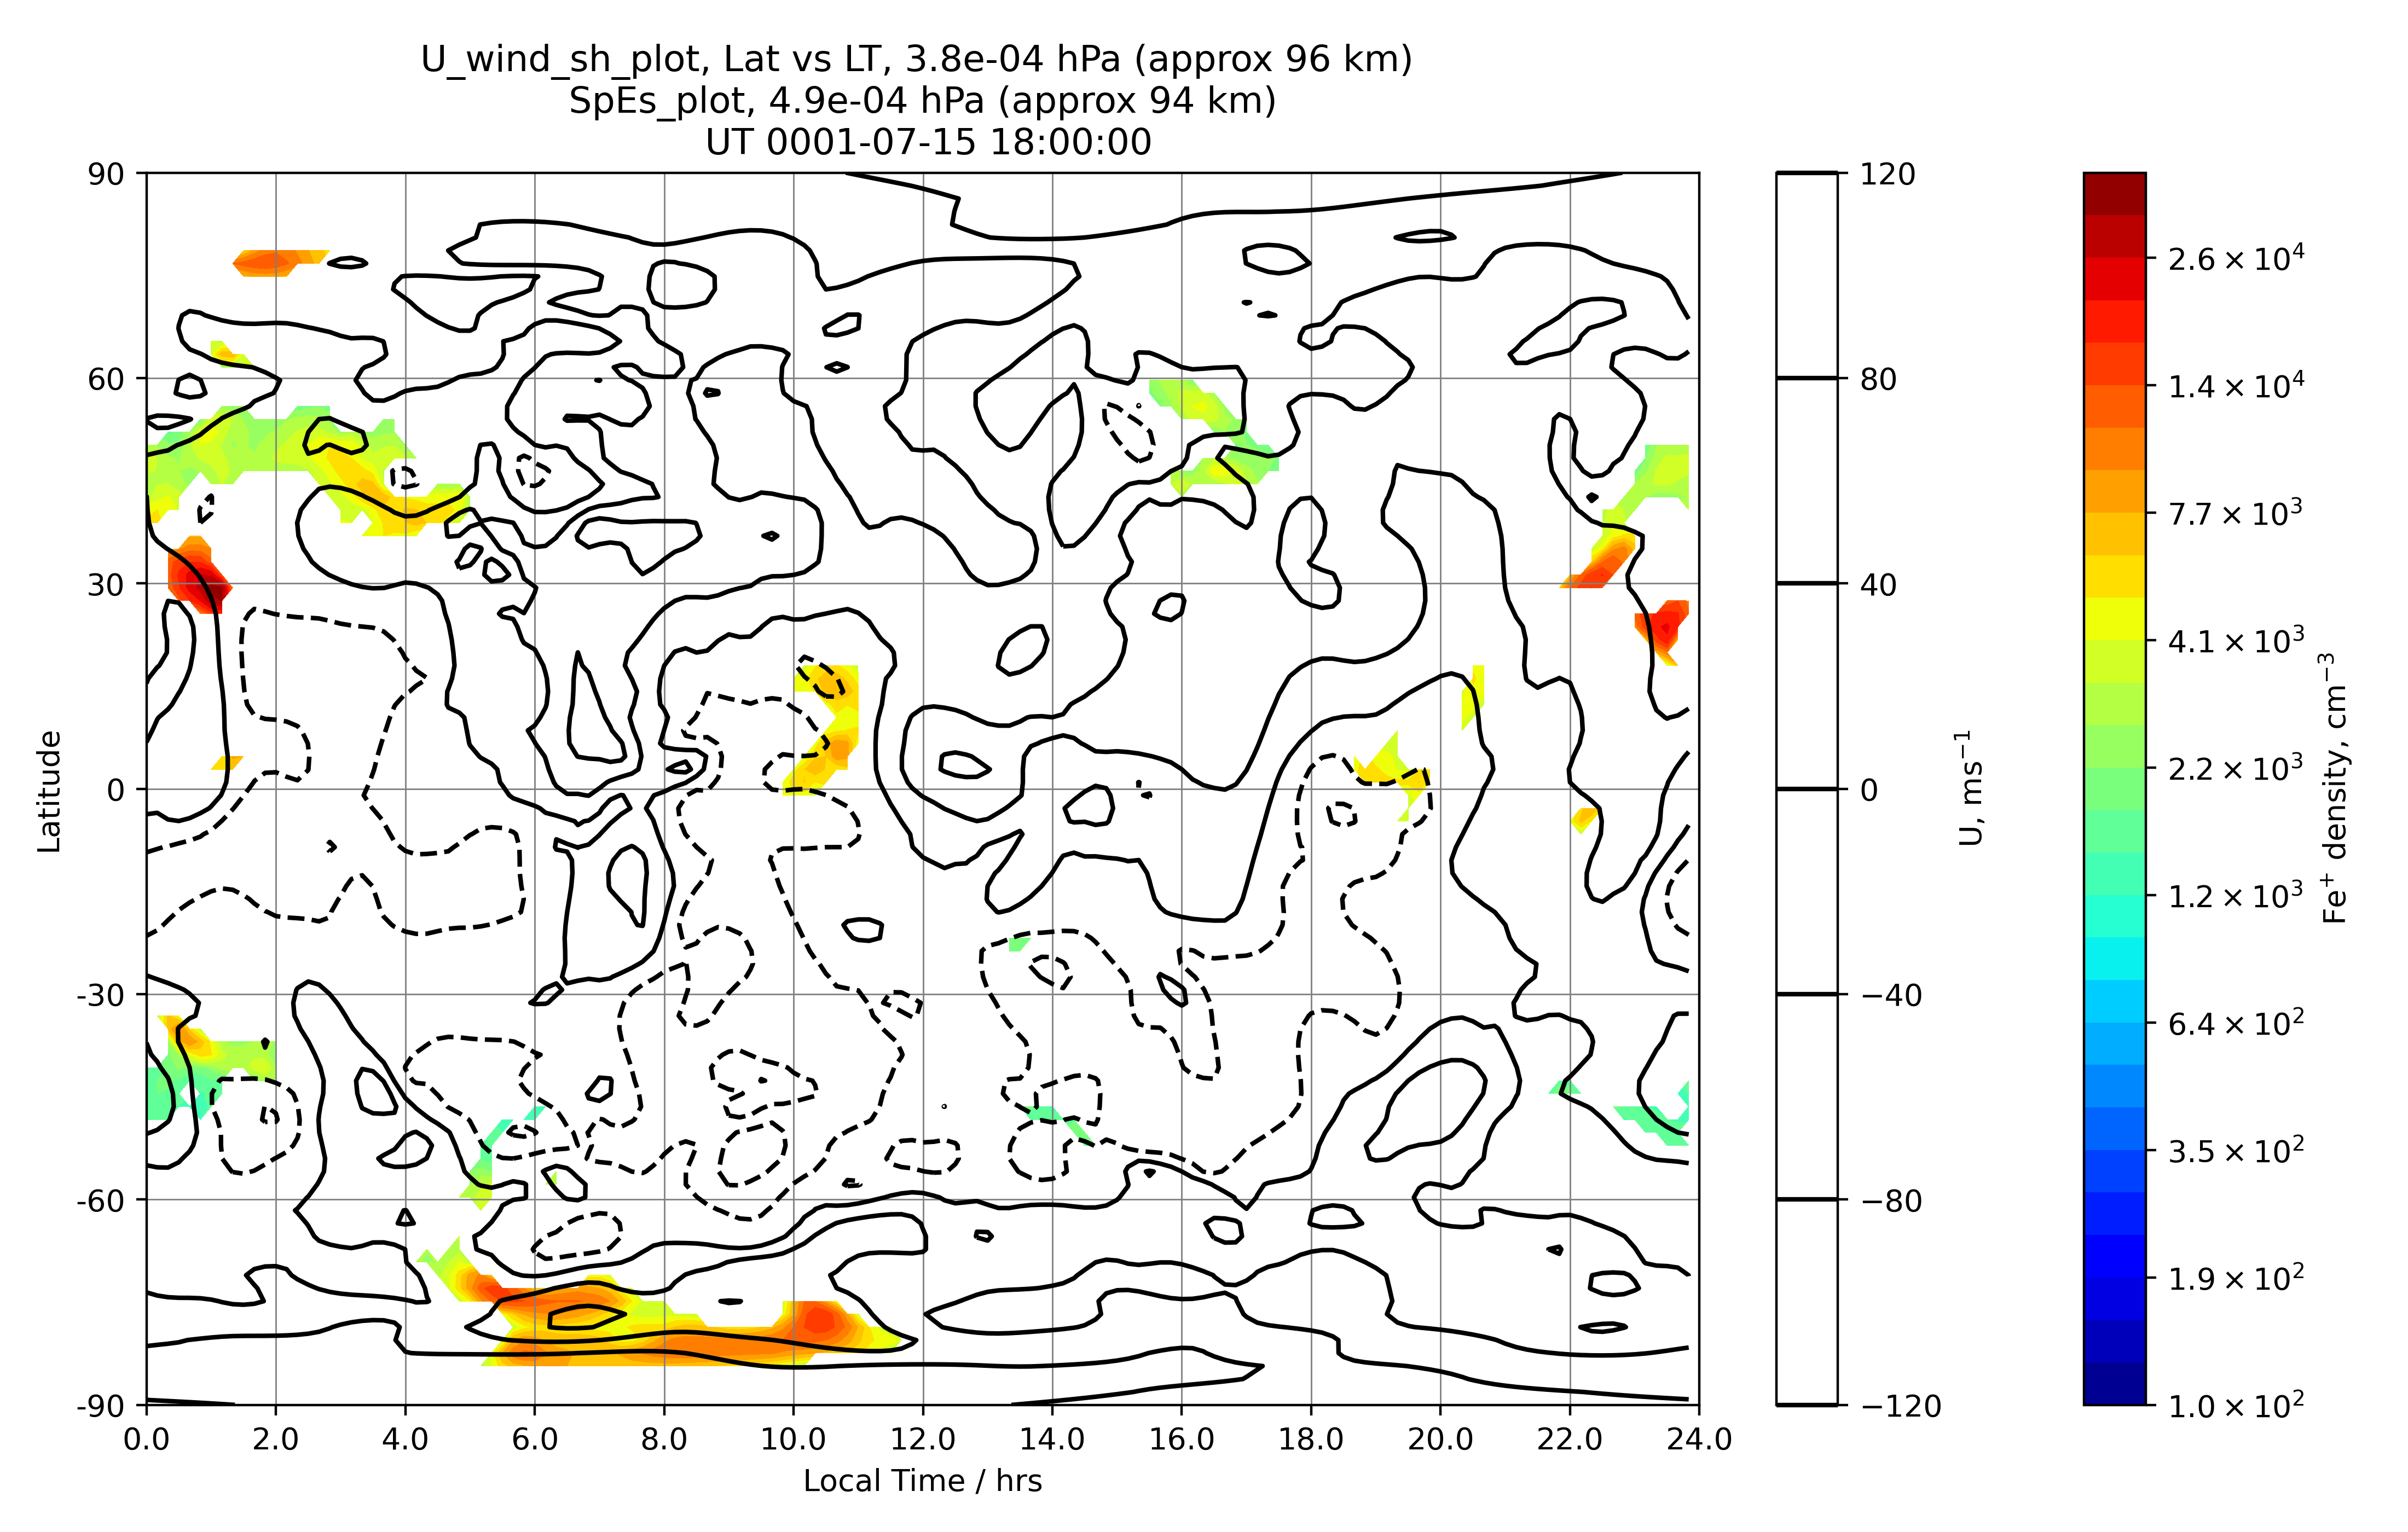 U_wind_sh_plot, Lat vs LT, 3.8e-04 hPa (approx 96 km)
SpEs_plot, 4.9e-04 hPa (approx 94 km)
UT 0001-07-15 18:00:00
90
60
30
0
-30
-60
-90
Latitude
0.0 2.0 4.0 6.0 8.0 10.0 12.0 14.0 16.0 18.0 20.0 22.0 24.0
Local Time / hrs
120
80
40
0
−40
−80
−120
U, ms⁻¹
2.6 × 10⁴
1.4 × 10⁴
7.7 × 10³
4.1 × 10³
2.2 × 10³
1.2 × 10³
6.4 × 10²
3.5 × 10²
1.9 × 10²
1.0 × 10²
Fe⁺ density, cm⁻³